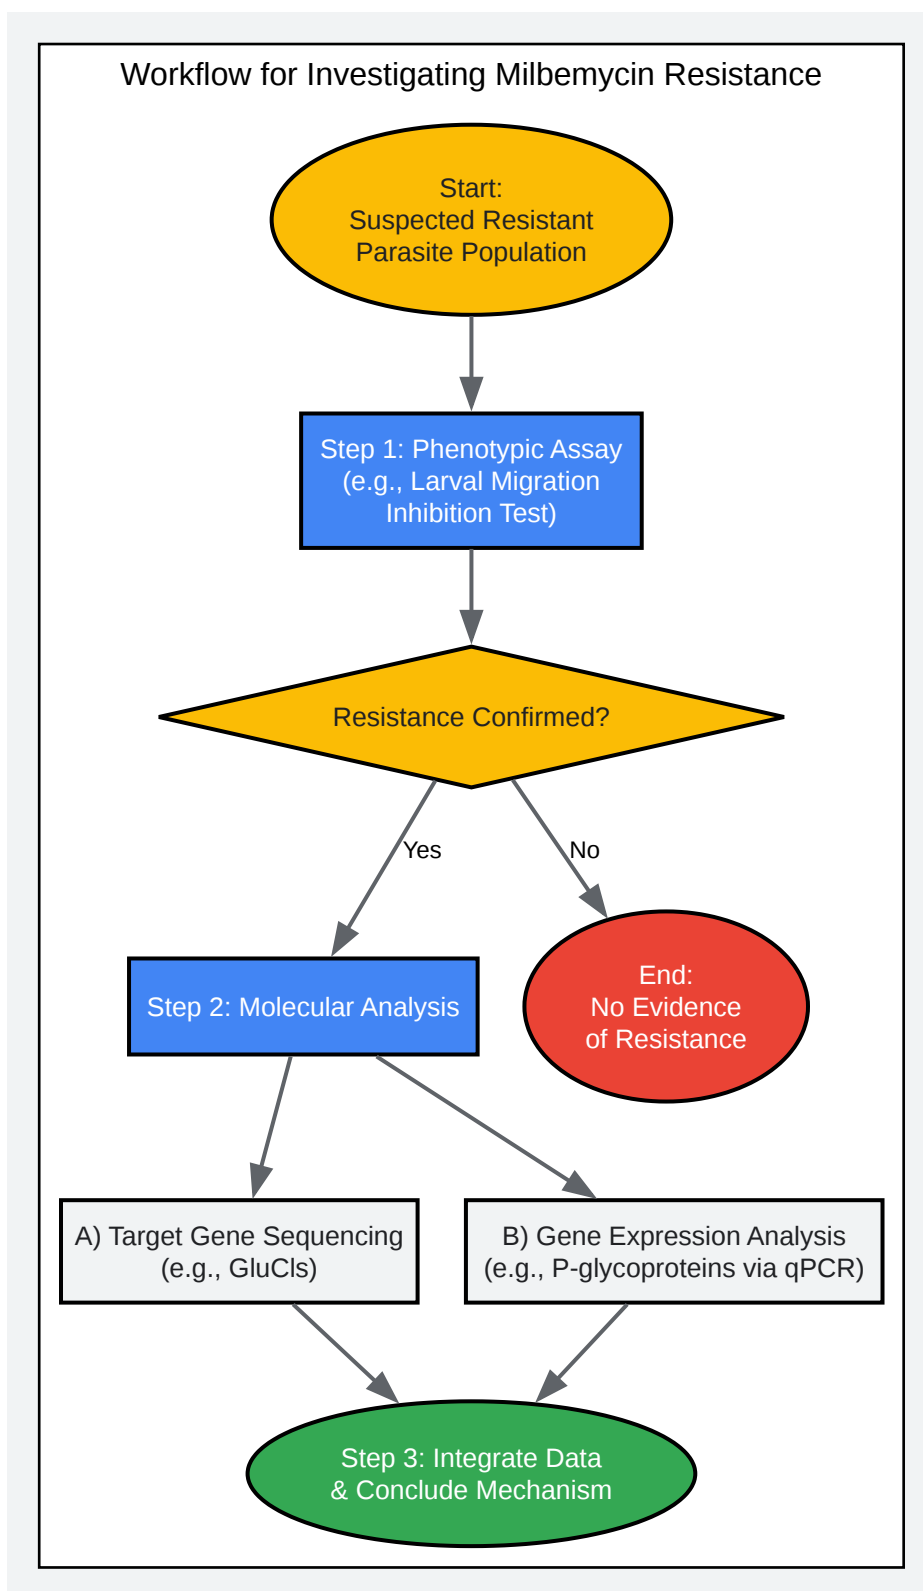 Workflow for Investigating Milbemycin Resistance
Start:
Suspected Resistant
Parasite Population
Step 1: Phenotypic Assay
(e.g., Larval Migration
Inhibition Test)
Resistance Confirmed?
Yes
No
Step 2: Molecular Analysis
End:
No Evidence
of Resistance
A) Target Gene Sequencing
(e.g., GluCls)
B) Gene Expression Analysis
(e.g., P-glycoproteins via qPCR)
Step 3: Integrate Data
& Conclude Mechanism